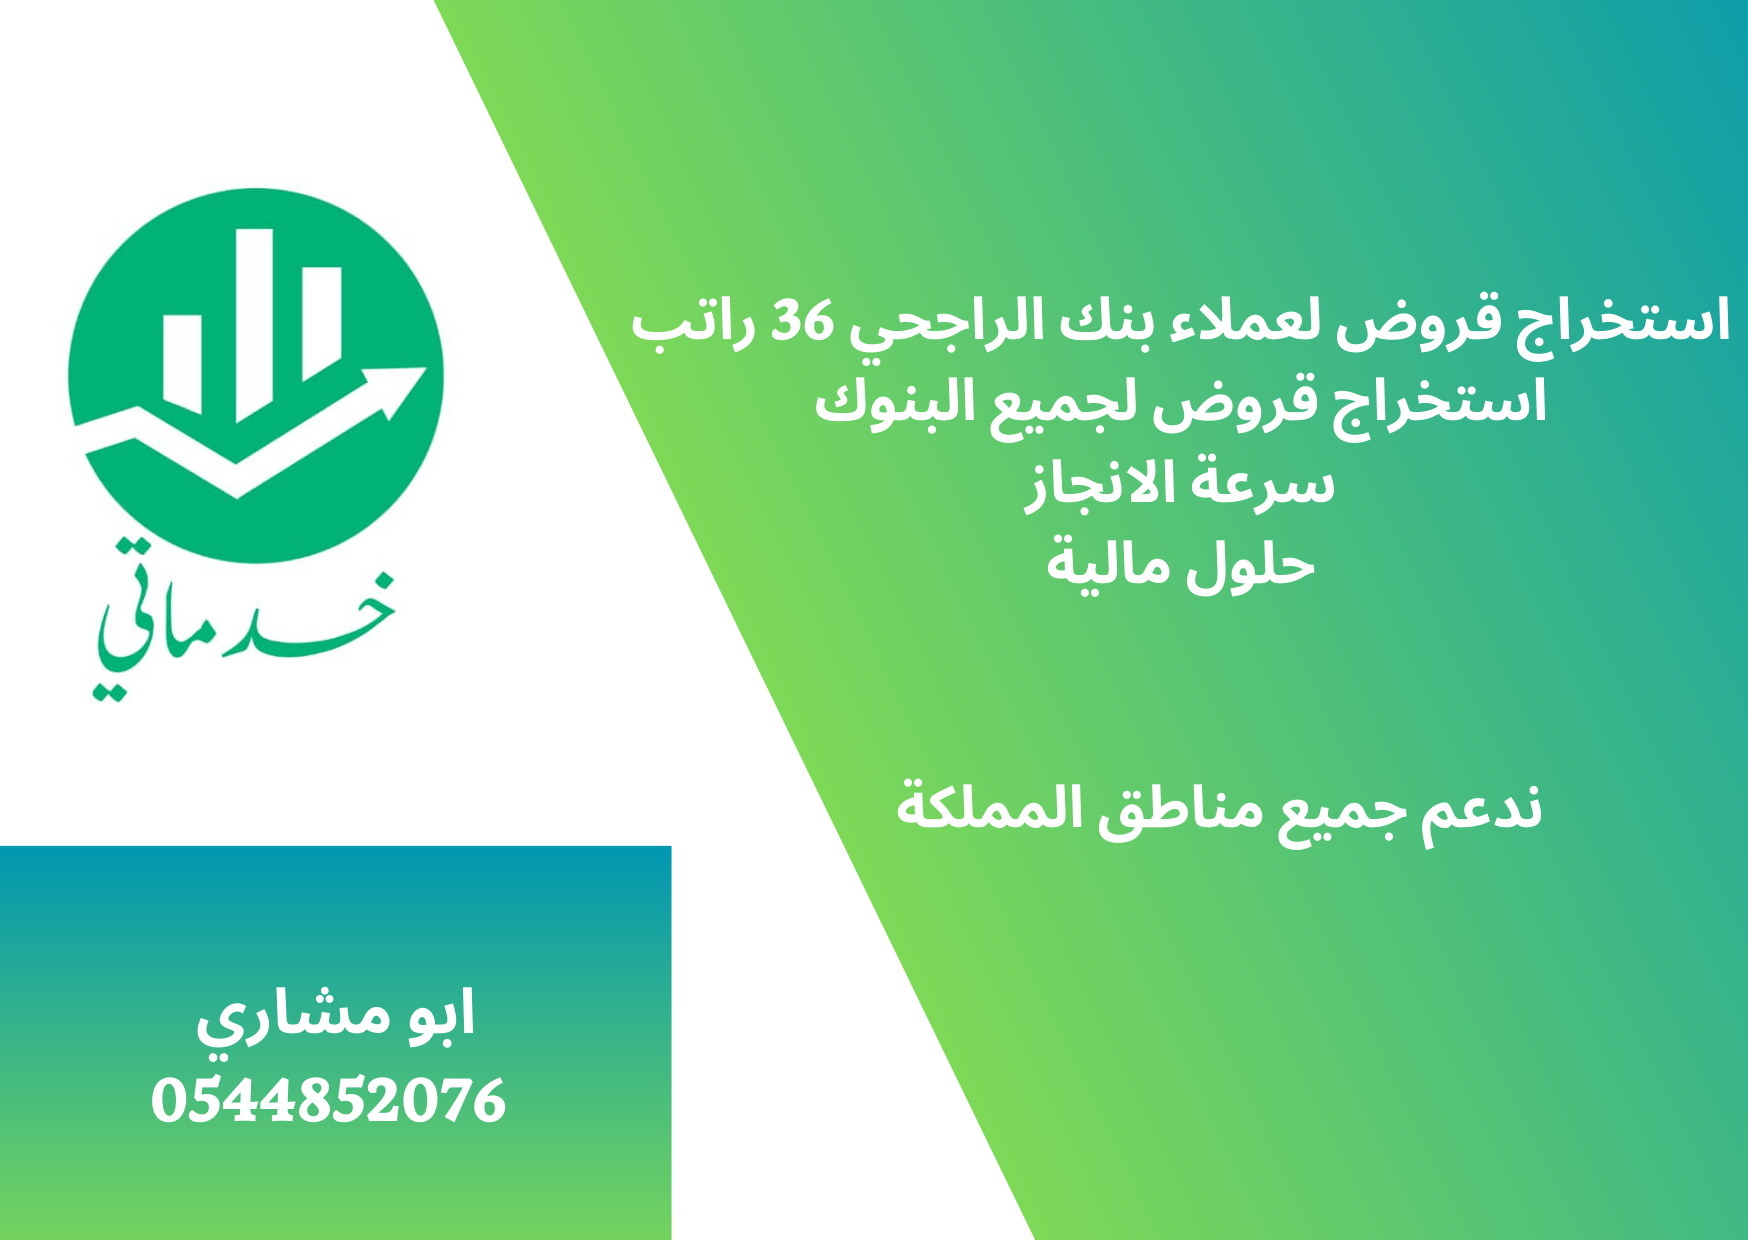 استخراج قروض لعملاء بنك الراجحي 36 راتب
استخراج قروض لجميع البنوك
سرعة الانجاز
حلول مالية
ندعم جميع مناطق المملكة
خدماتي
ابو مشاري
0544852076